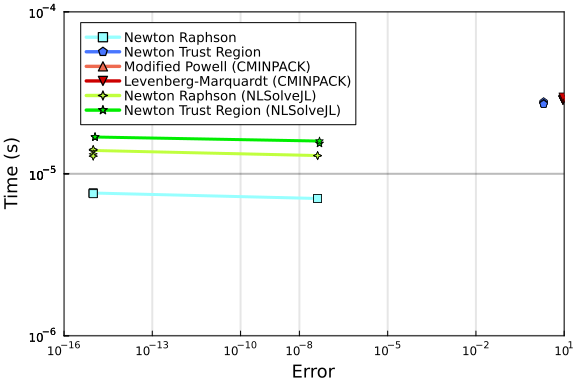 10⁻⁴
Newton Raphson
Newton Trust Region
Modified Powell (CMINPACK)
Levenberg-Marquardt (CMINPACK)
Newton Raphson (NLSolveJL)
Newton Trust Region (NLSolveJL)
Time (s)
10⁻⁵
10⁻⁶
10⁻¹⁶ 10⁻¹³ 10⁻¹⁰ 10⁻⁸ 10⁻⁵ 10⁻² 10¹
Error